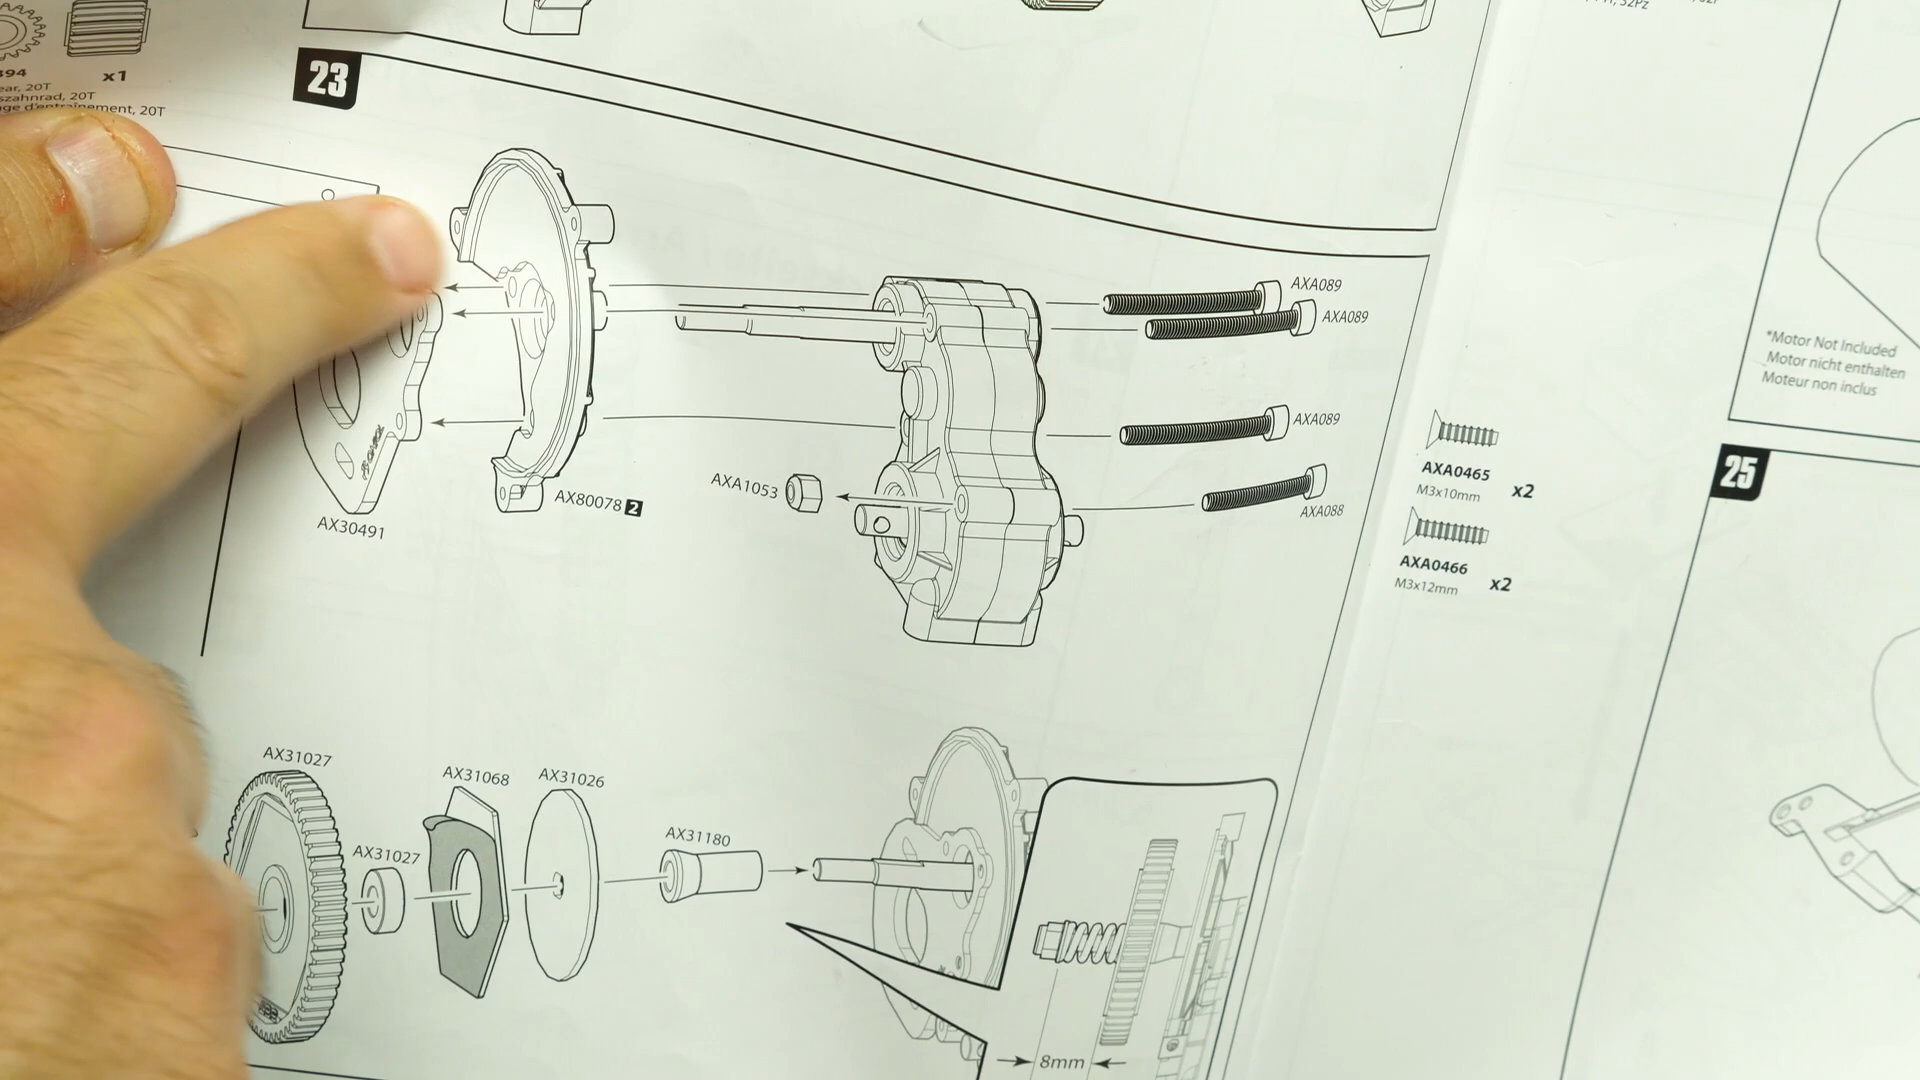 x1
ear, 20T
szahnrad, 20T
ge d'entraînement, 20T
23
AXA089
AXA089
AXA089
AXA1053
AXA088
AX80078 2
AX30491
AX31027
AX31068
AX31026
AX31027
AX31180
8mm
AXA0465
M3x10mm
x2
AXA0466
M3x12mm
x2
*Motor Not Included
Motor nicht enthalten
Moteur non inclus
25